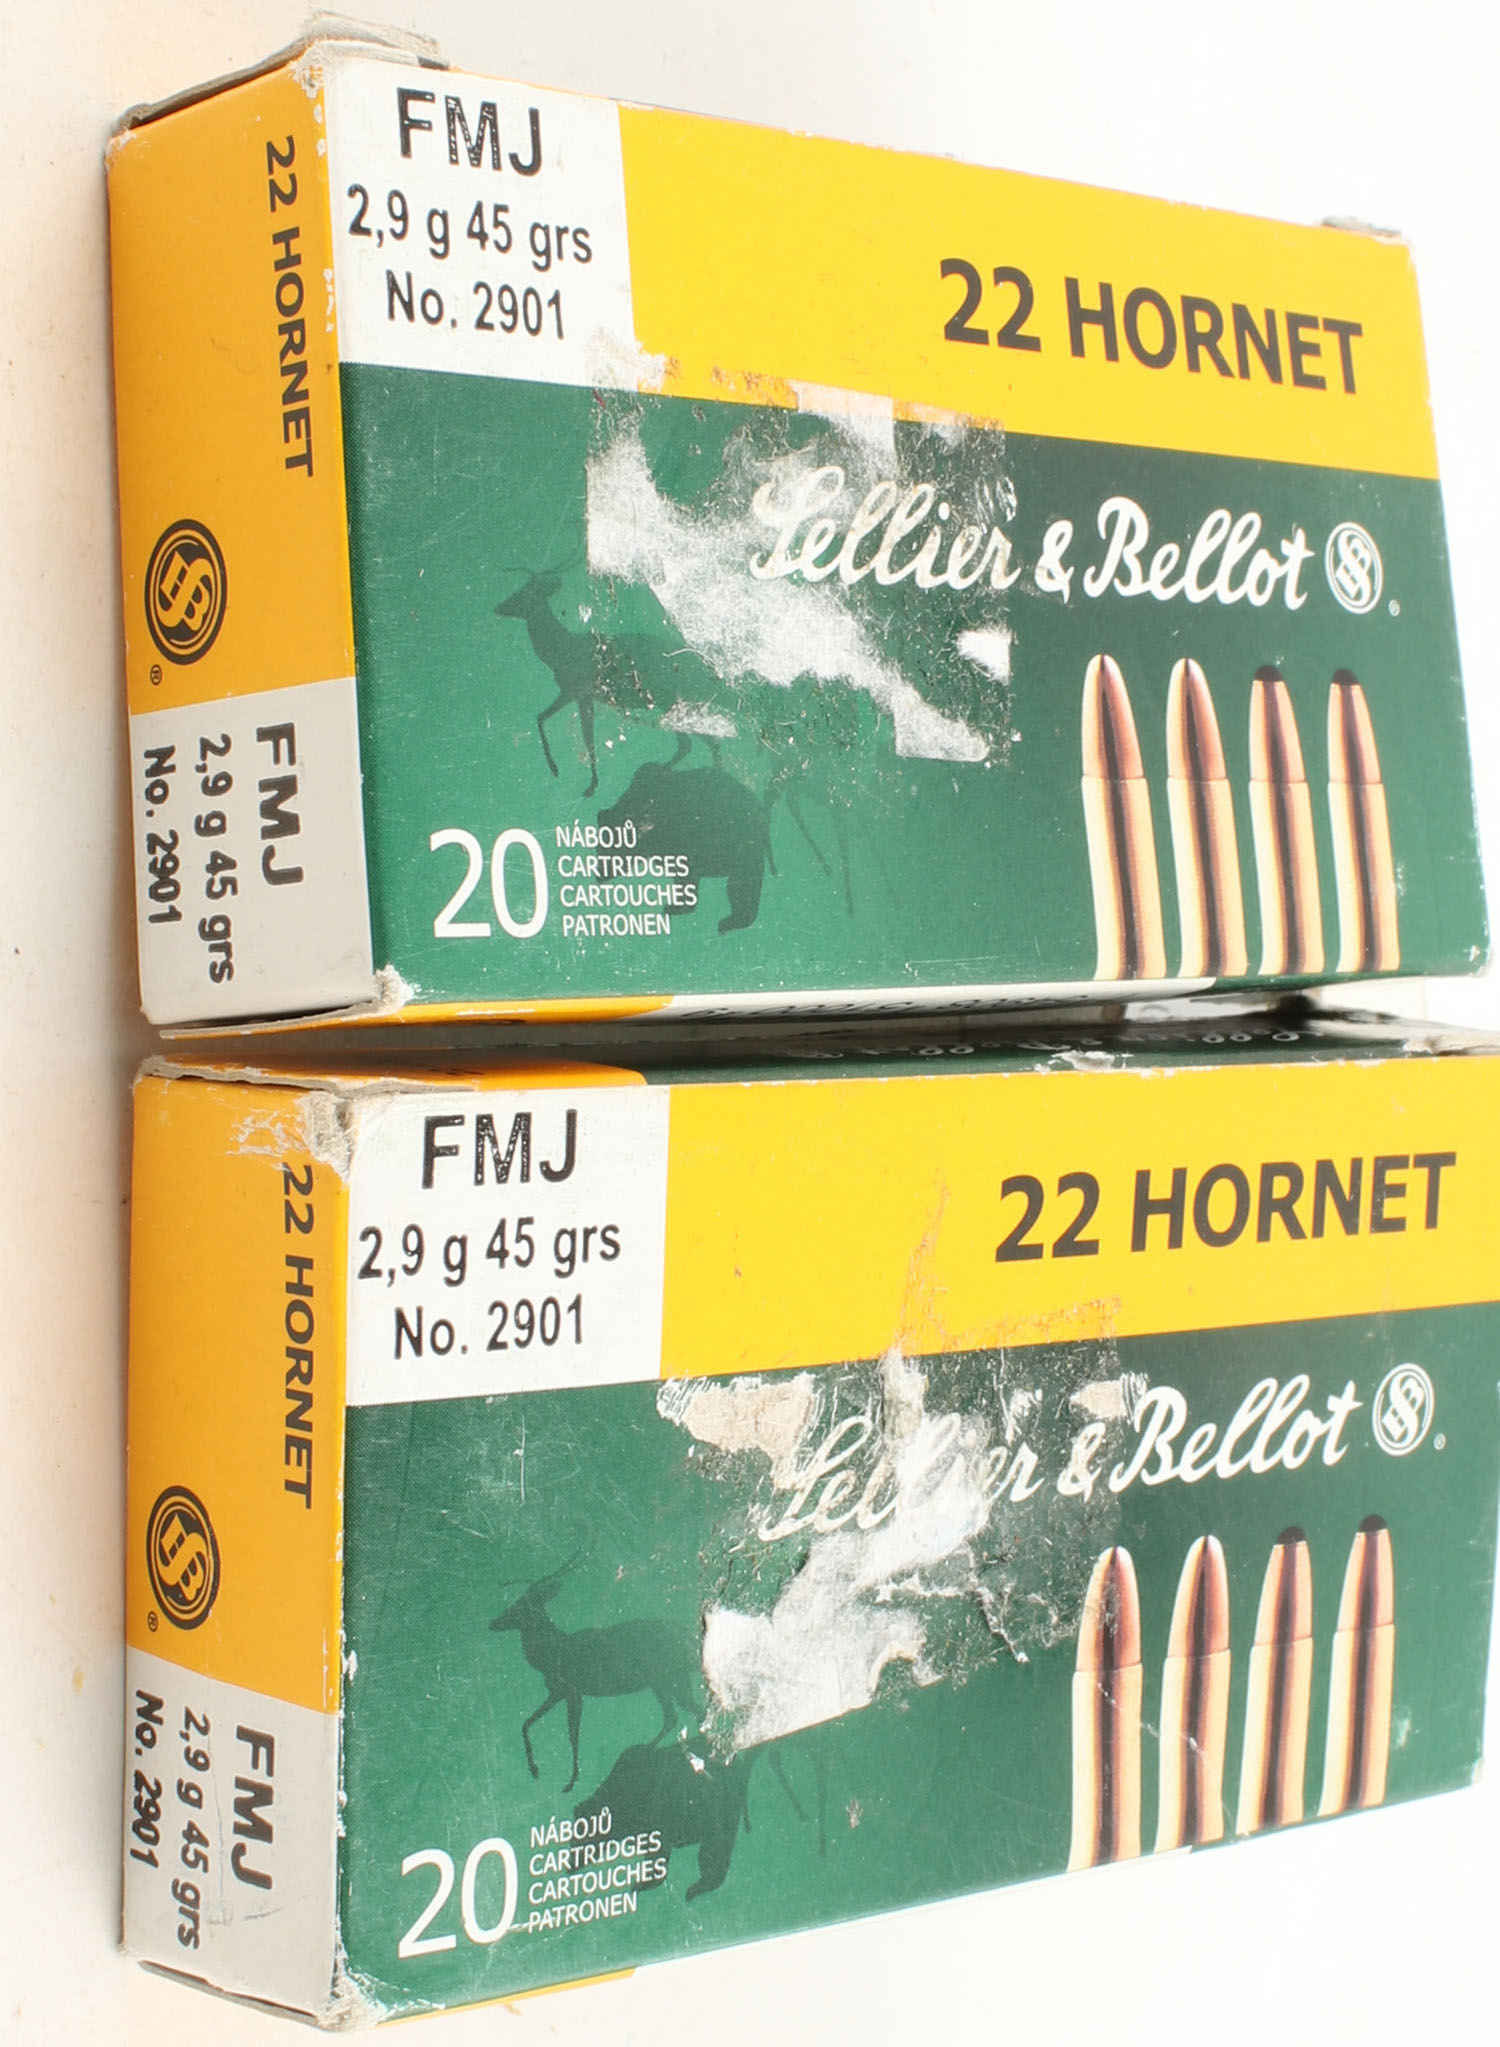 FMJ
2,9 g 45 grs
No. 2901
22 HORNET
Sellier & Bellot
®
20
NÁBOJŮ
CARTRIDGES
CARTOUCHES
PATRONEN
22 HORNET
®
FMJ
2,9 g 45 grs
No. 2901
FMJ
2,9 g 45 grs
No. 2901
22 HORNET
Sellier & Bellot
®
20
NÁBOJŮ
CARTRIDGES
CARTOUCHES
PATRONEN
22 HORNET
®
FMJ
2,9 g 45 grs
No. 2901